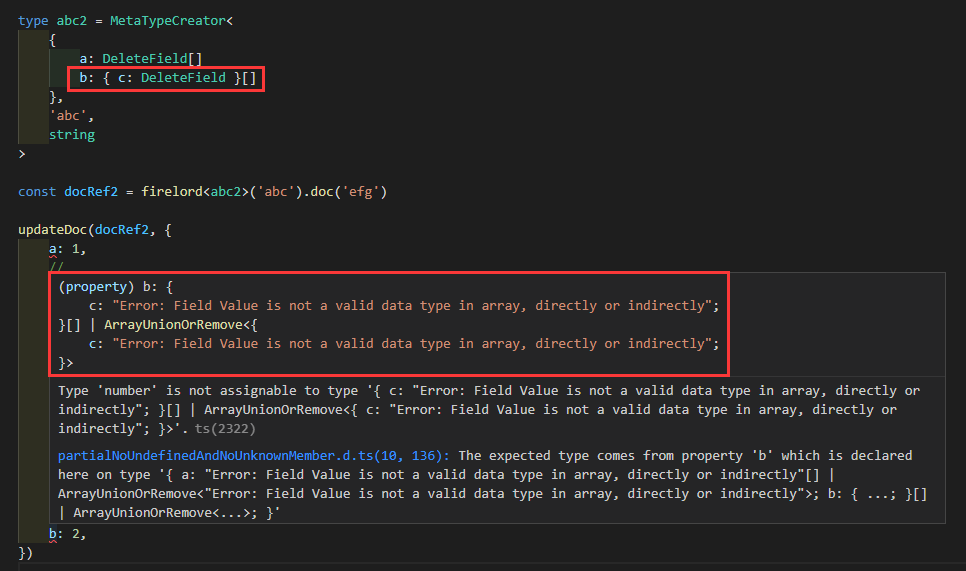 type abc2 = MetaTypeCreator<
{
a: DeleteField[]
b: { c: DeleteField }[]
},
'abc',
string
>
const docRef2 = firelord<abc2>('abc').doc('efg')
updateDoc(docRef2, {
a: 1,
//
(property) b: {
c: "Error: Field Value is not a valid data type in array, directly or indirectly";
}[] | ArrayUnionOrRemove<{
c: "Error: Field Value is not a valid data type in array, directly or indirectly";
}>
Type 'number' is not assignable to type '{ c: "Error: Field Value is not a valid data type in array, directly or
indirectly"; }[] | ArrayUnionOrRemove<{ c: "Error: Field Value is not a valid data type in array, directly or
indirectly"; }>'. ts(2322)
partialNoUndefinedAndNoUnknownMember.d.ts(10, 136): The expected type comes from property 'b' which is declared
here on type '{ a: "Error: Field Value is not a valid data type in array, directly or indirectly"[] |
ArrayUnionOrRemove<"Error: Field Value is not a valid data type in array, directly or indirectly">; b: { ...; }[]
| ArrayUnionOrRemove<...>; }'
b: 2,
})